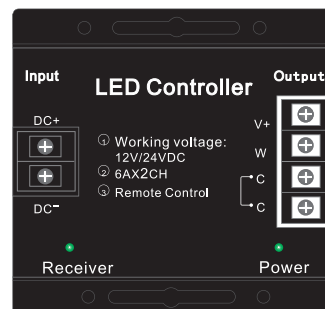 Input
LED Controller
Output
DC+
V+
① Working voltage:
12V/24VDC
W
② 6AX2CH
C
③ Remote Control
C
DC-
Receiver
Power